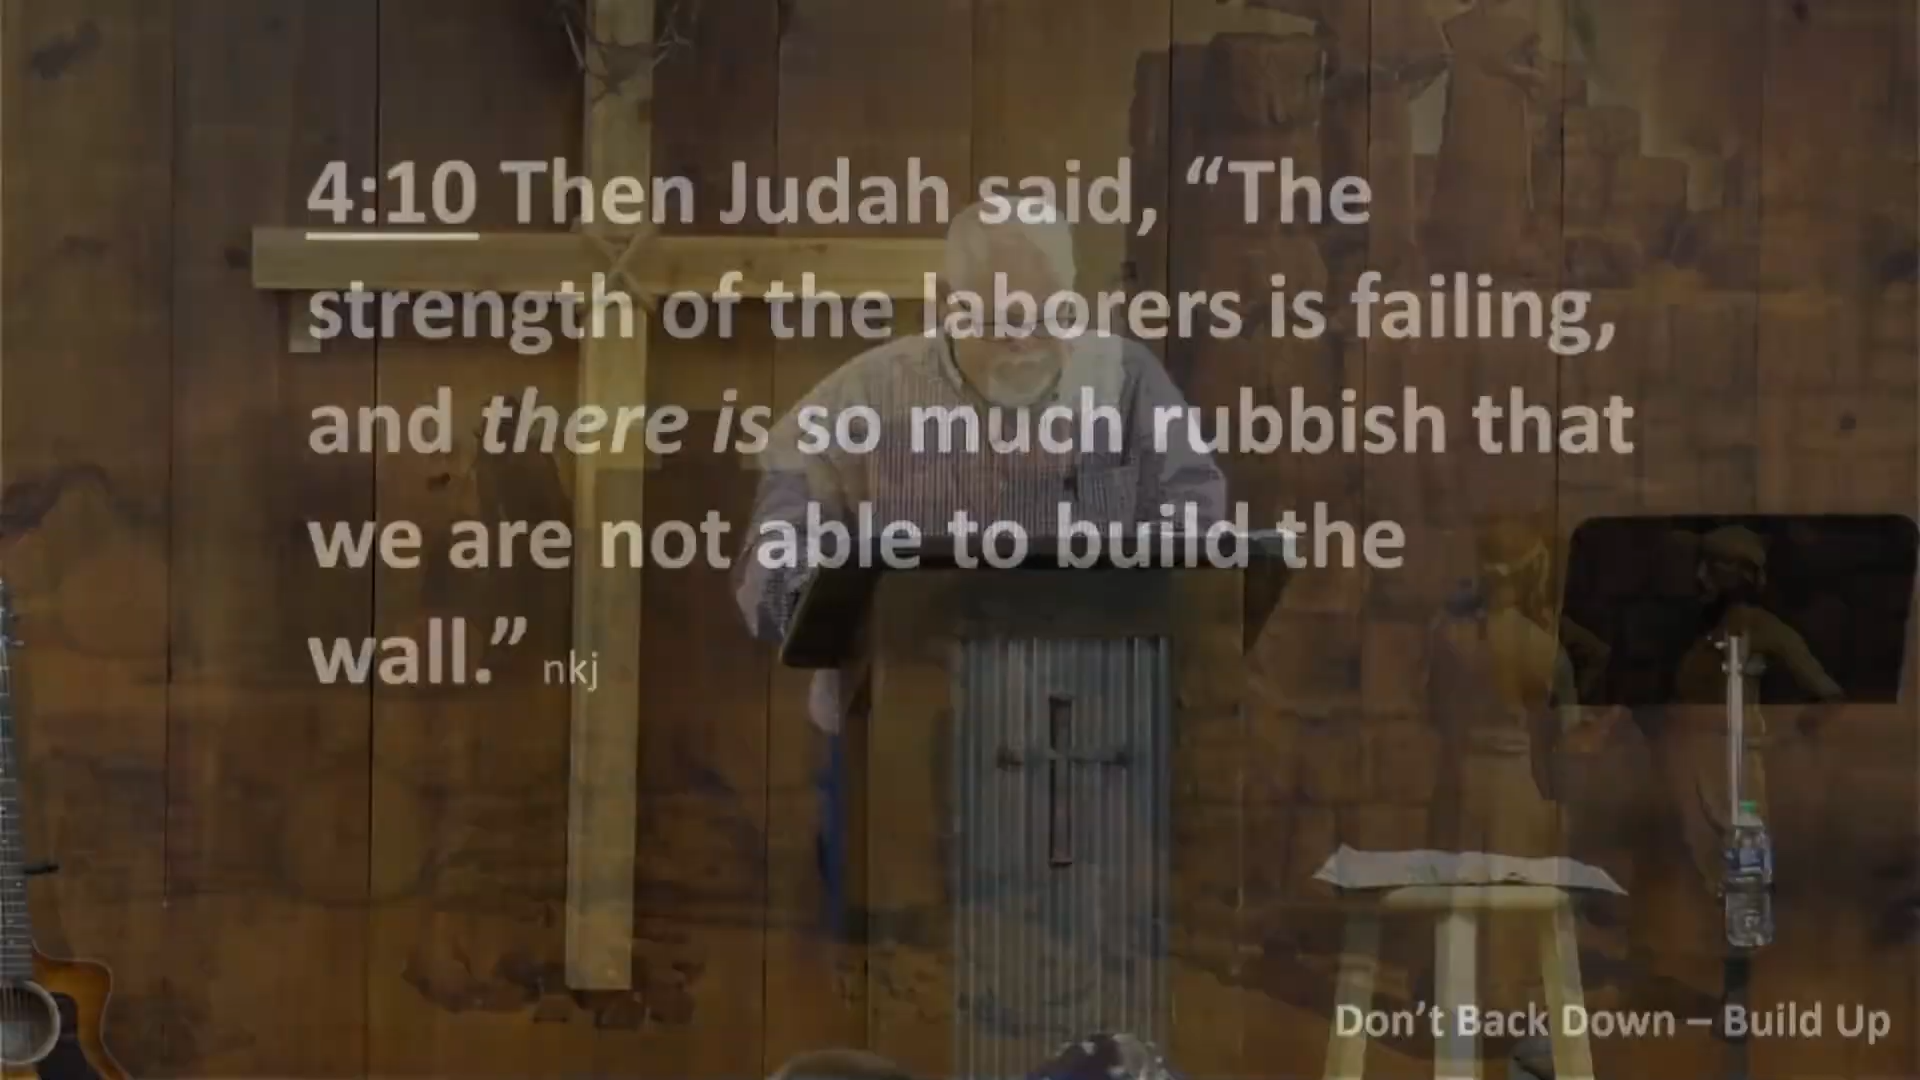 4:10 Then Judah said, “The
strength of the laborers is failing,
and there is so much rubbish that
we are not able to build the
wall.” nkj
Don’t Back Down – Build Up